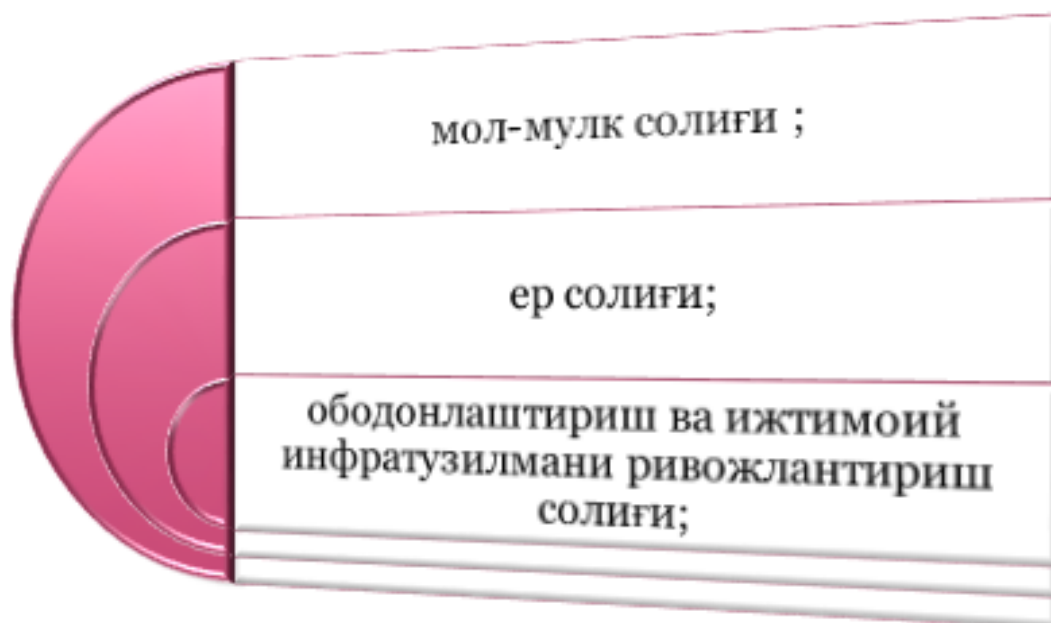 мол-мулк солиғи ;
ер солиғи;
ободонлаштириш ва ижтимоий
инфратузилмани ривожлантириш
солиғи;